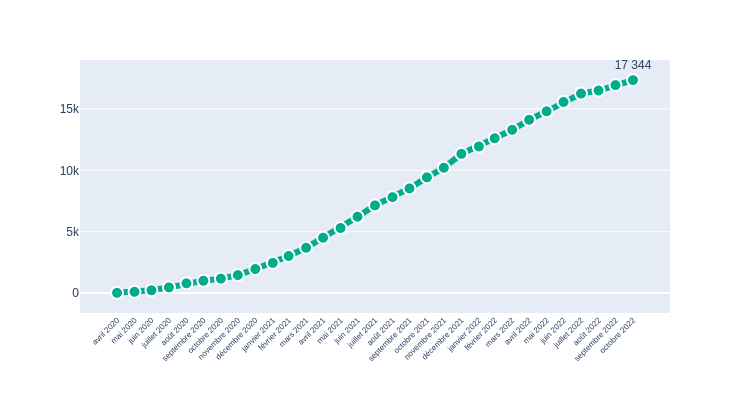 17 344
15k
10k
5k
0
avril 2020
mai 2020
juin 2020
juillet 2020
août 2020
septembre 2020
octobre 2020
novembre 2020
décembre 2020
janvier 2021
février 2021
mars 2021
avril 2021
mai 2021
juin 2021
juillet 2021
août 2021
septembre 2021
octobre 2021
novembre 2021
décembre 2021
janvier 2022
février 2022
mars 2022
avril 2022
mai 2022
juin 2022
juillet 2022
août 2022
septembre 2022
octobre 2022